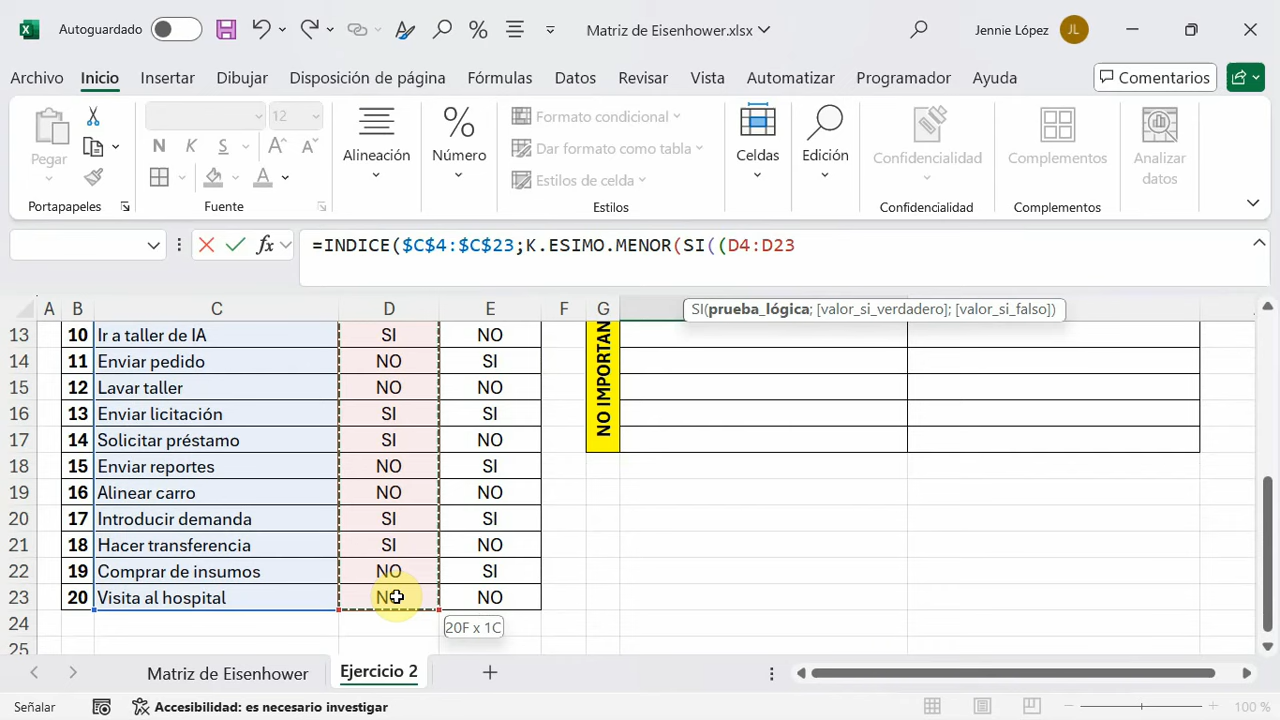 Autoguardado
Matriz de Eisenhower.xlsx
Jennie López
JL
Archivo
Inicio
Insertar
Dibujar
Disposición de página
Fórmulas
Datos
Revisar
Vista
Automatizar
Programador
Ayuda
Comentarios
Pegar
12
N K S A A
A
Alineación
%
Número
Formato condicional
Dar formato como tabla
Estilos de celda
Celdas
Edición
Confidencialidad
Complementos
Analizar
datos
Portapapeles
Fuente
Estilos
Confidencialidad
Complementos
fx
=INDICE($C$4:$C$23;K.ESIMO.MENOR(SI((D4:D23
SI(prueba_lógica; [valor_si_verdadero]; [valor_si_falso])
A B C D E F G
13 10 Ir a taller de IA SI NO
14 11 Enviar pedido NO SI
15 12 Lavar taller NO NO
16 13 Enviar licitación SI SI
17 14 Solicitar préstamo SI NO
18 15 Enviar reportes NO SI
19 16 Alinear carro NO NO
20 17 Introducir demanda SI SI
21 18 Hacer transferencia SI NO
22 19 Comprar de insumos NO SI
23 20 Visita al hospital NO NO
24
25
NO IMPORTAN
20F x 1C
Matriz de Eisenhower
Ejercicio 2
Señalar
Accesibilidad: es necesario investigar
100 %